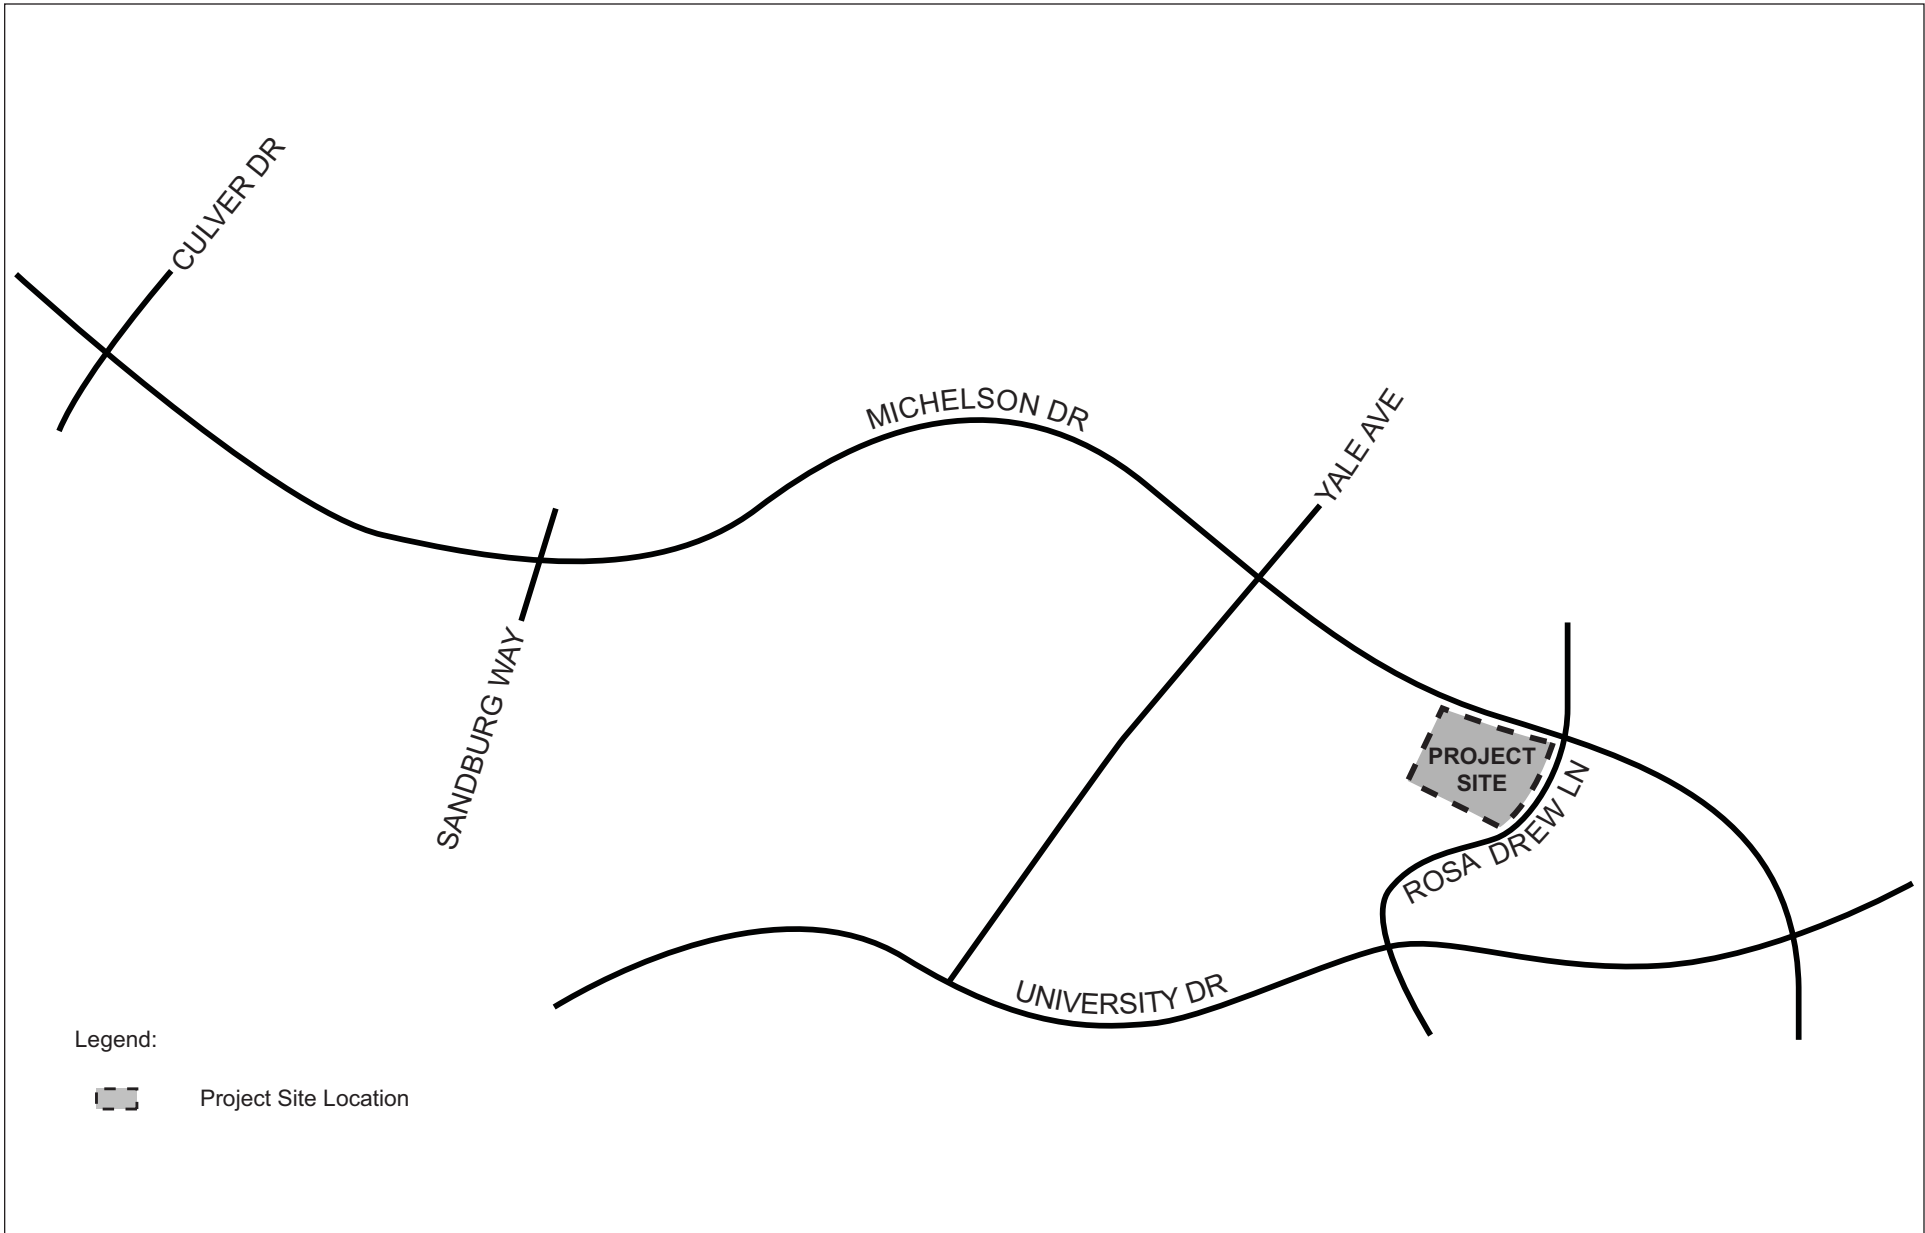 CULVER DR
MICHELSON DR
YALE AVE
SANDBURG WAY
PROJECT
SITE
ROSA DREW LN
UNIVERSITY DR
Legend:
Project Site Location